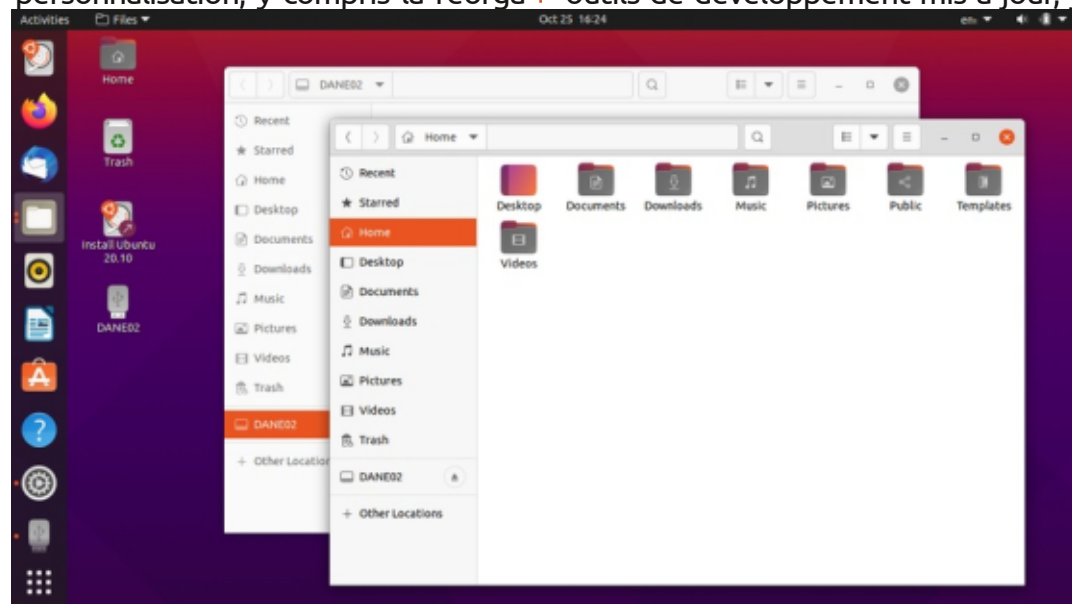 personnalisation, y compris la réorga
outils de développement mis à jour,
Activities Files Oct 25 16:24 en₁
Home
Trash
Install Ubuntu
20.10
DANE02
DANE02
Recent
Starred
Home
Desktop
Documents
Downloads
Music
Pictures
Videos
Trash
DANE02
+ Other Location
Home
Recent
Starred
Home
Desktop
Documents
Downloads
Music
Pictures
Videos
Trash
DANE02
+ Other Locations
Desktop Documents Downloads Music Pictures Public Templates
Videos